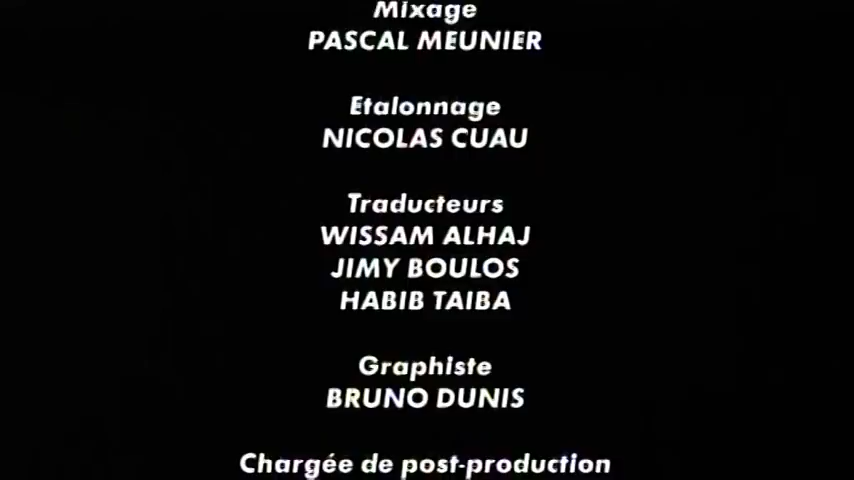 Mixage
PASCAL MEUNIER
Etalonnage
NICOLAS CUAU
Traducteurs
WISSAM ALHAJ
JIMY BOULOS
HABIB TAIBA
Graphiste
BRUNO DUNIS
Chargée de post-production